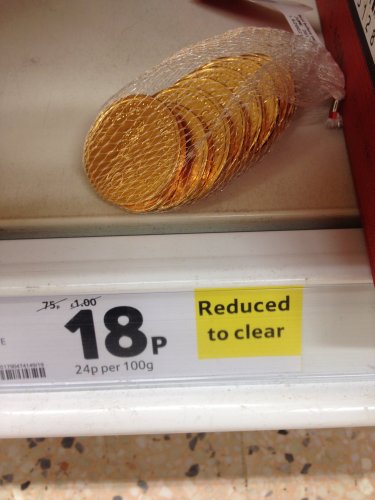 75p £1.00
18p
24p per 100g
Reduced
to clear